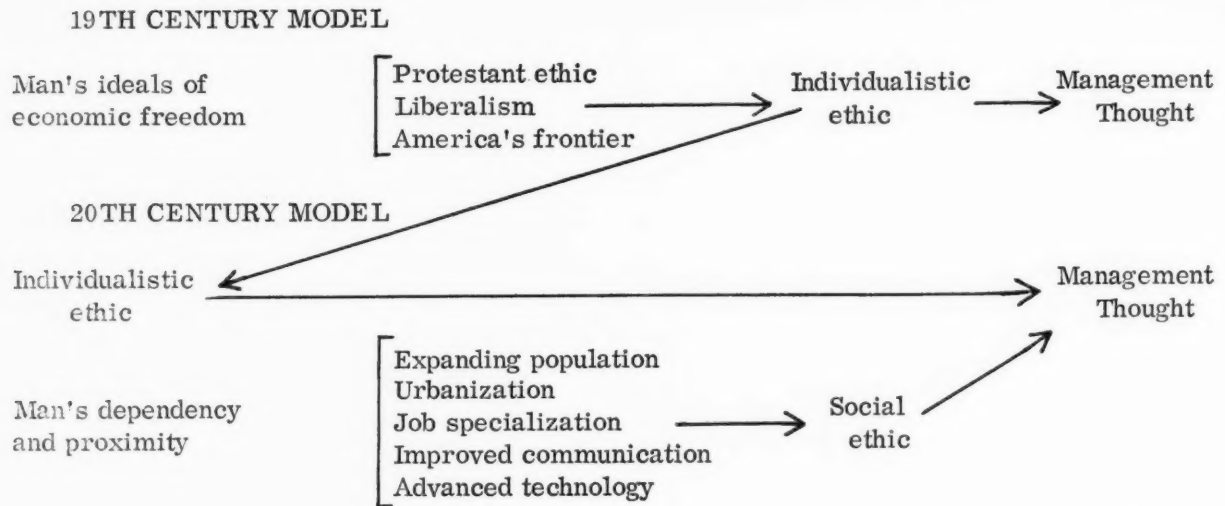 19TH CENTURY MODEL
Man's ideals of
economic freedom
Protestant ethic
Liberalism
America's frontier
Individualistic
ethic
Management
Thought
20TH CENTURY MODEL
Individualistic
ethic
Management
Thought
Man's dependency
and proximity
Expanding population
Urbanization
Job specialization
Improved communication
Advanced technology
Social
ethic